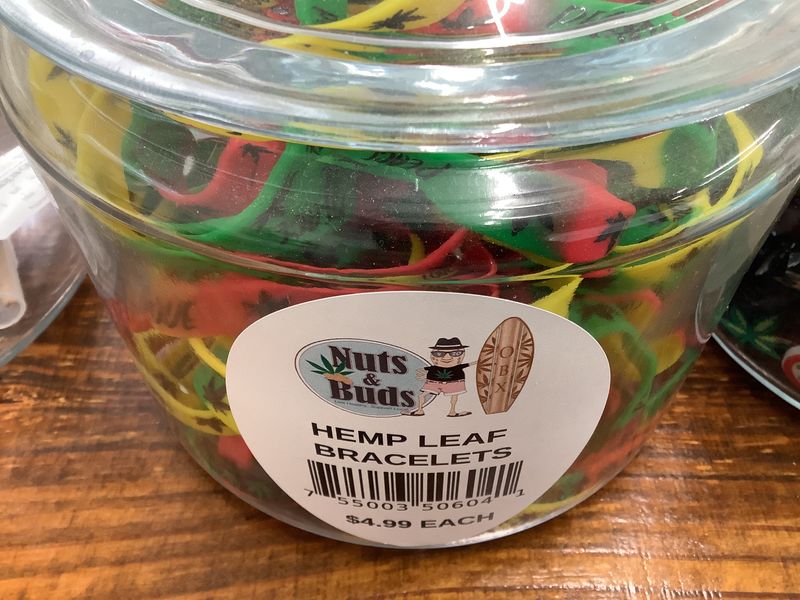 Nuts
&
Buds
OBX
HEMP LEAF
BRACELETS
7 55003 50604 1
$4.99 EACH